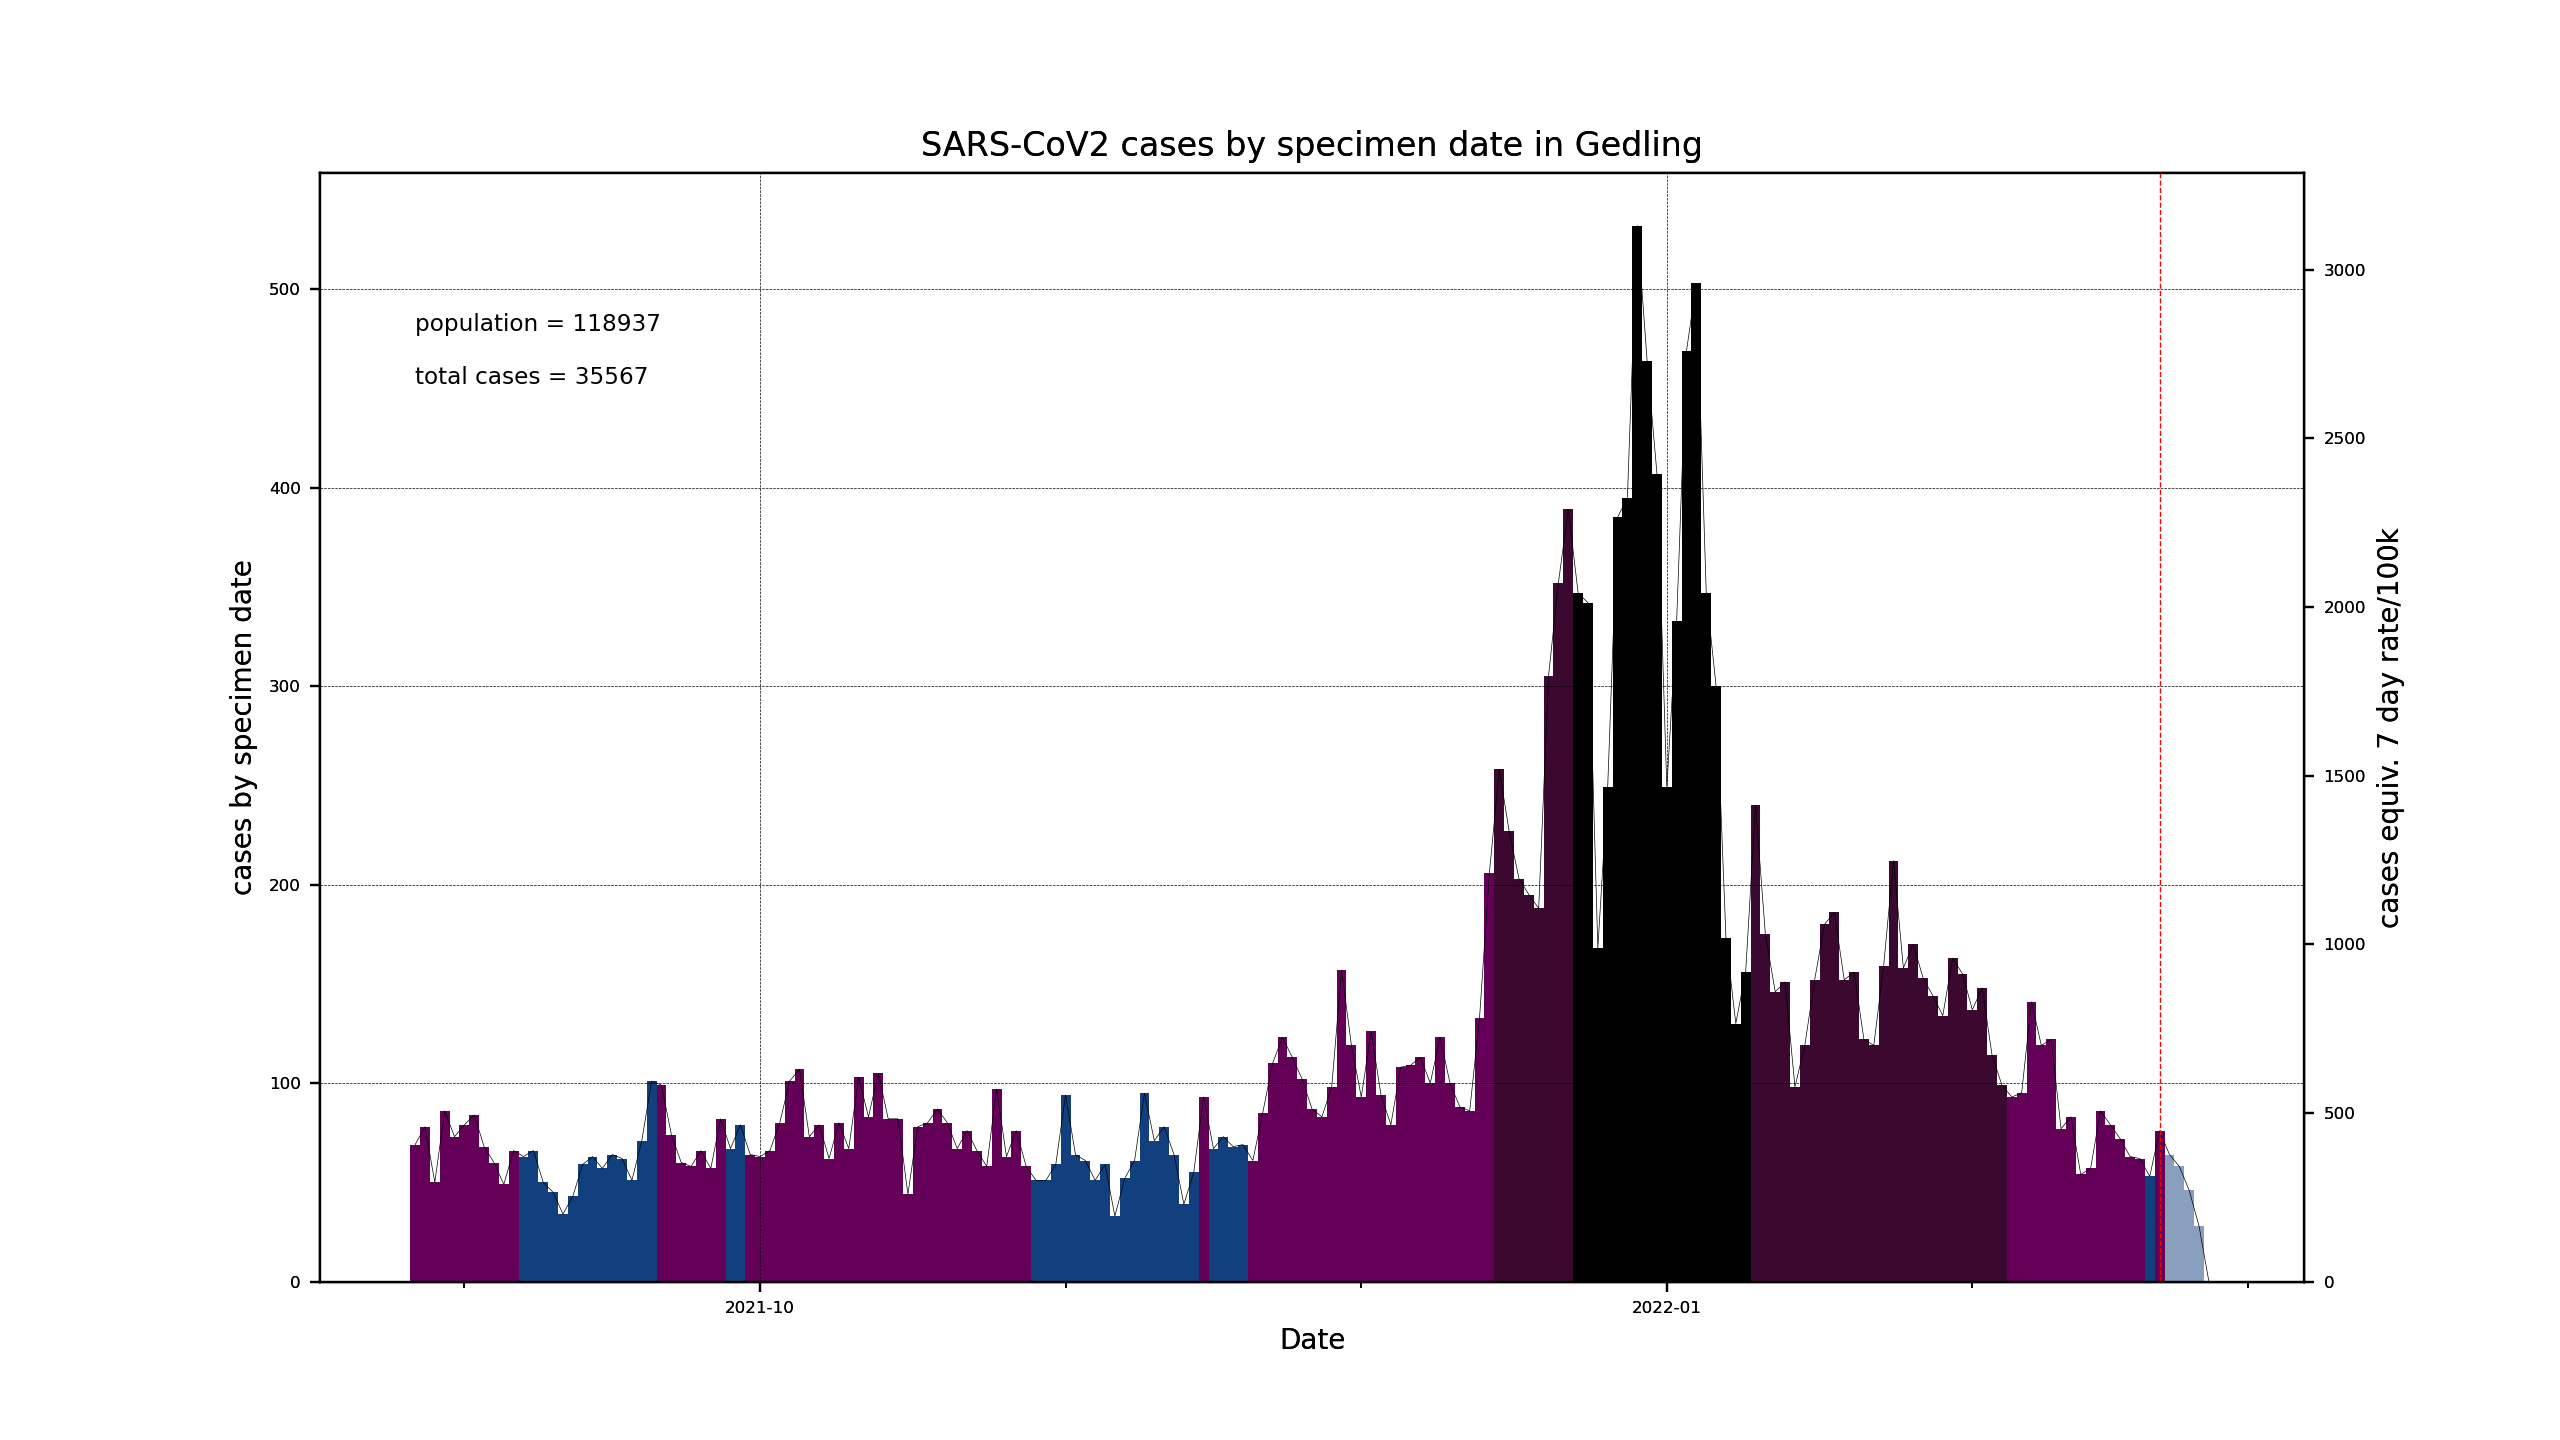 SARS-CoV2 cases by specimen date in Gedling
population = 118937
total cases = 35567
cases by specimen date
500
400
300
200
100
0
3000
2500
2000
1500
1000
500
0
cases equiv. 7 day rate/100k
2021-10
2022-01
Date